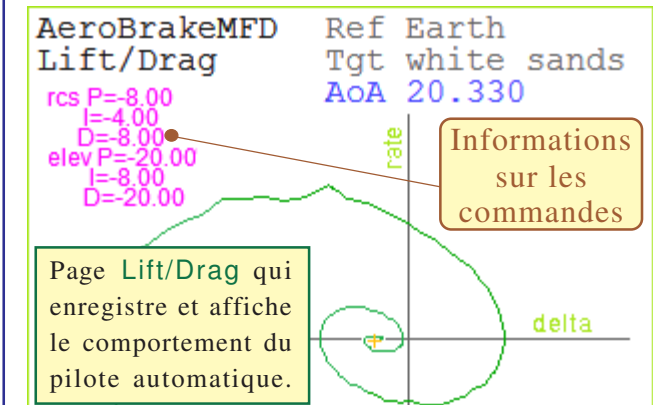 AeroBrakeMFD Ref Earth
Lift/Drag Tgt white sands
AoA 20.330
rcs P=-8.00
I=-4.00
D=-8.00
elev P=-20.00
I=-8.00
D=-20.00
rate
Informations
sur les
commandes
Page Lift/Drag qui
enregistre et affiche
le comportement du
pilote automatique.
delta